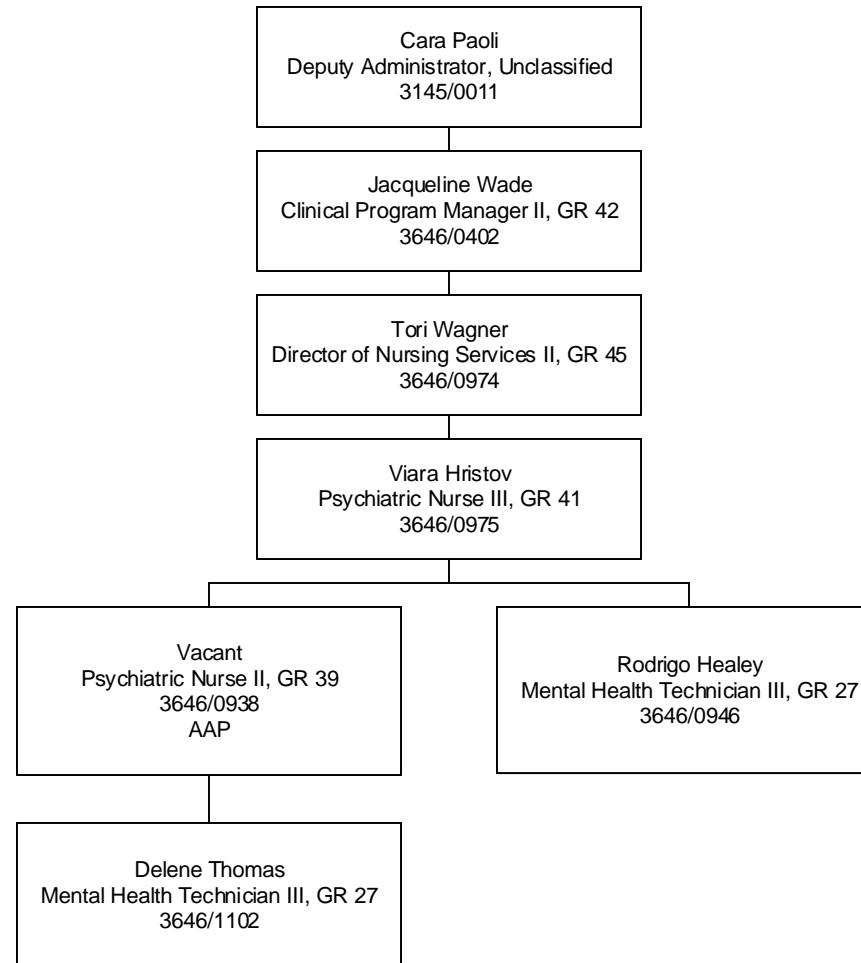 Cara Paoli
Deputy Administrator, Unclassified
3145/0011
Jacqueline Wade
Clinical Program Manager II, GR 42
3646/0402
Tori Wagner
Director of Nursing Services II, GR 45
3646/0974
Viara Hristov
Psychiatric Nurse III, GR 41
3646/0975
Vacant
Psychiatric Nurse II, GR 39
3646/0938
AAP
Rodrigo Healey
Mental Health Technician III, GR 27
3646/0946
Delene Thomas
Mental Health Technician III, GR 27
3646/1102